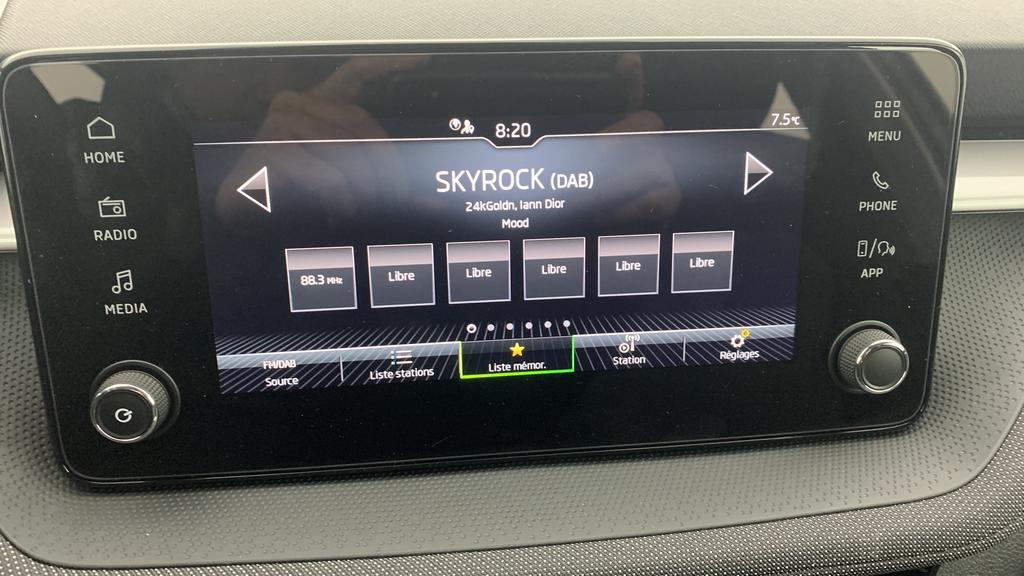 HOME
RADIO
MEDIA
8:20
7.5°C
SKYROCK (DAB)
24kGoldn, Iann Dior
Mood
88.3 MHz
Libre
Libre
Libre
Libre
Libre
FM/DAB
Source
Liste stations
Liste mémor.
Station
Réglages
MENU
PHONE
APP